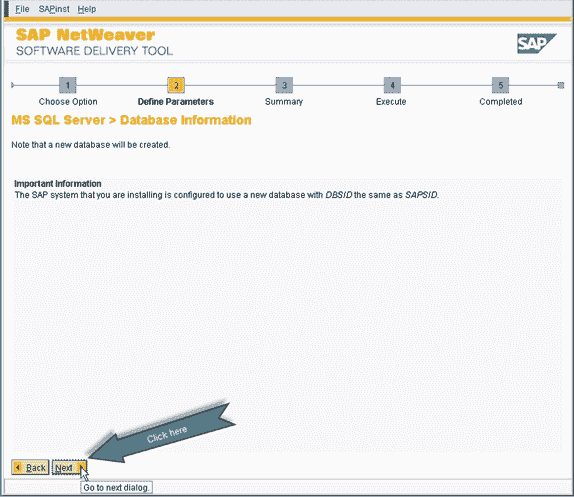 File SAPinst Help
SAP NetWeaver
SOFTWARE DELIVERY TOOL
SAP
1 2 3 4 5
Choose Option Define Parameters Summary Execute Completed
MS SQL Server > Database Information
Note that a new database will be created.
Important Information
The SAP system that you are installing is configured to use a new database with DBSID the same as SAPSID.
Click here
Back Next
Go to next dialog.